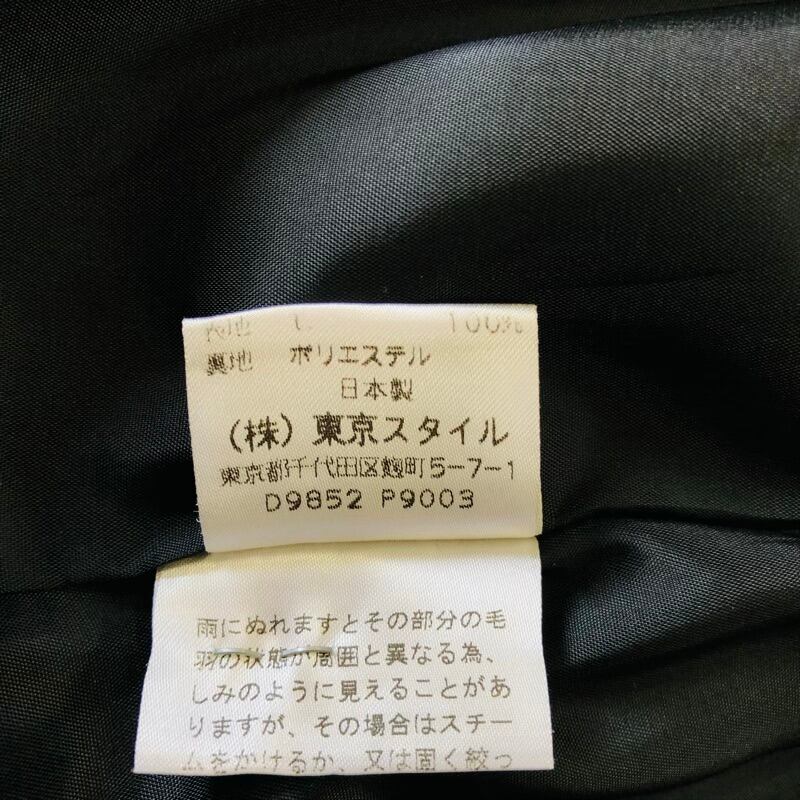 表地 100%
裏地 ポリエステル
日本製
(株)東京スタイル
東京都千代田区麹町5-7-1
D9852 P9003
雨にぬれますとその部分の毛
羽の状態が周囲と異なる為、
しみのように見えることがあ
りますが、その場合はスチー
ムをかけるか、又は固く絞っ